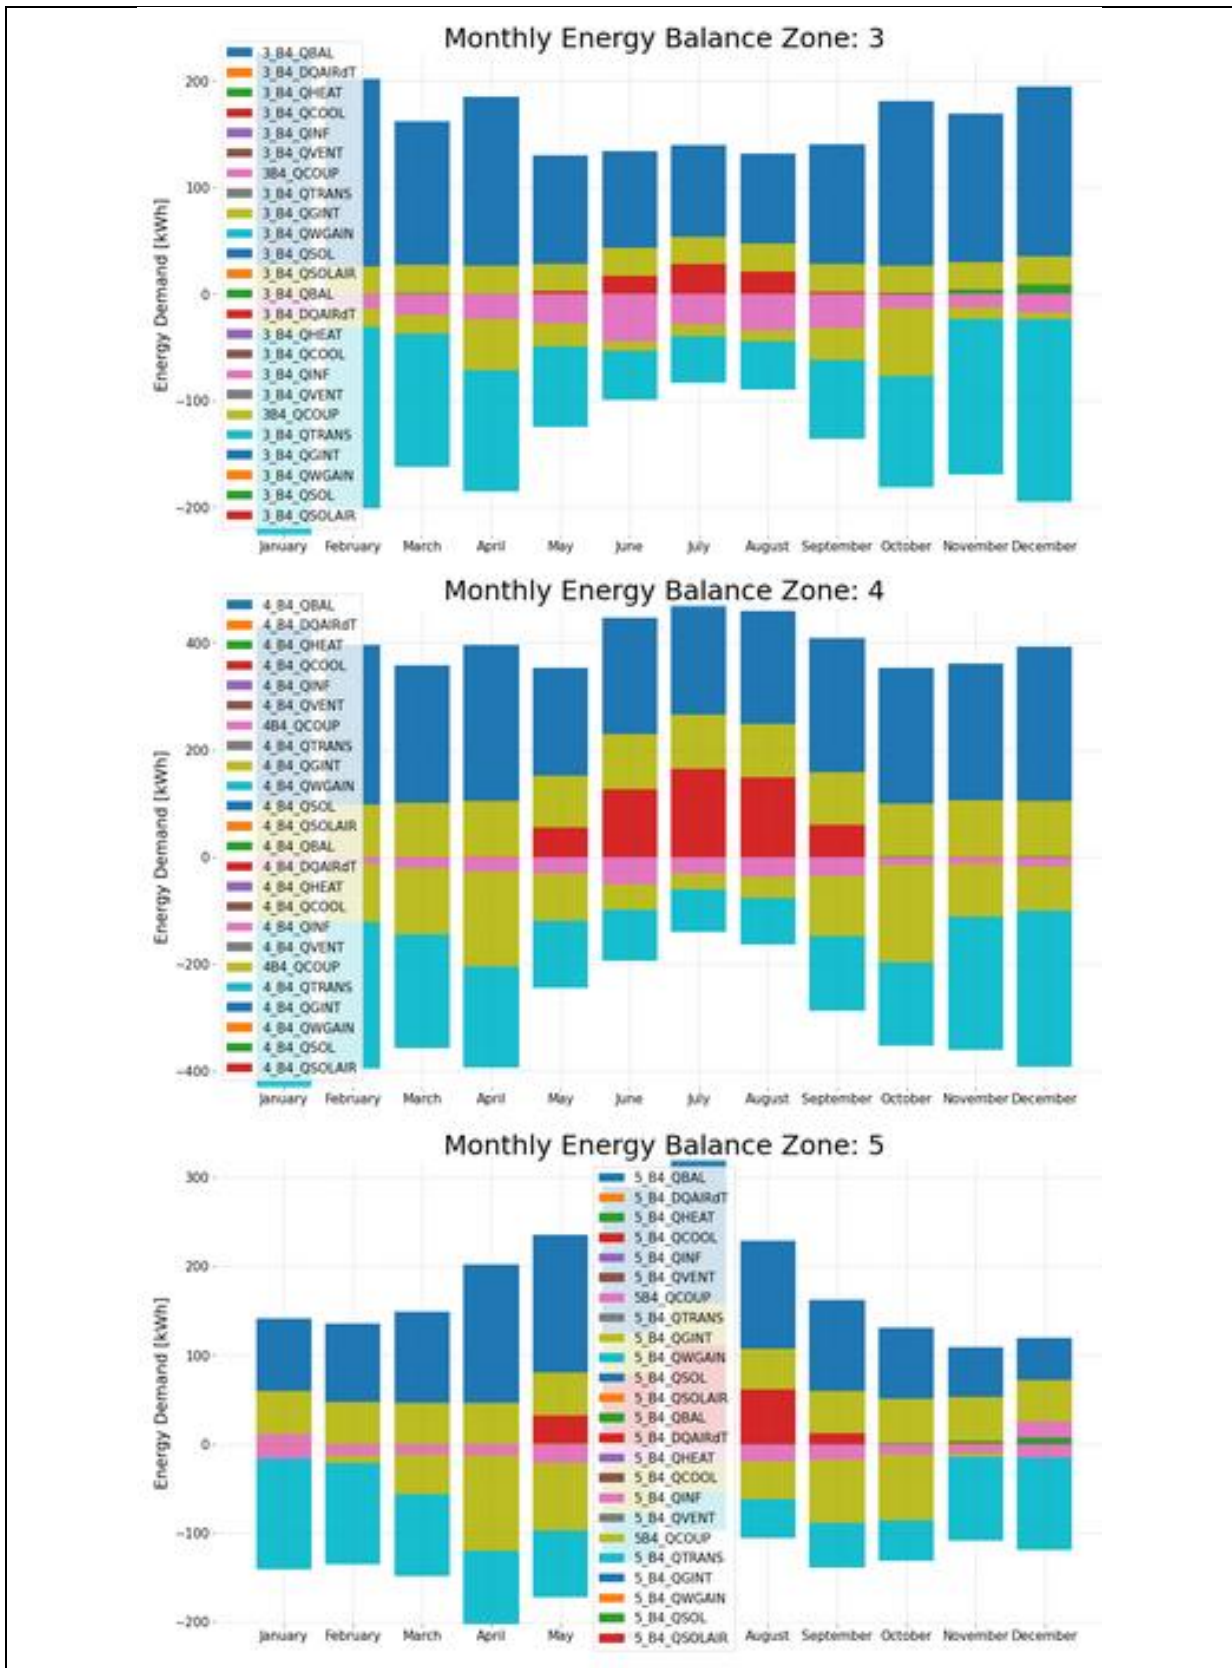 Monthly Energy Balance Zone: 3
3_B4_QBAL
3_B4_DQAIRdT
3_B4_QHEAT
3_B4_QCOOL
3_B4_QINF
3_B4_QVENT
3B4_QCOUP
3_B4_QTRANS
3_B4_QGINT
3_B4_QWGAIN
3_B4_QSOL
3_B4_QSOLAIR
3_B4_QBAL
3_B4_DQAIRdT
3_B4_QHEAT
3_B4_QCOOL
3_B4_QINF
3_B4_QVENT
3B4_QCOUP
3_B4_QTRANS
3_B4_QGINT
3_B4_QWGAIN
3_B4_QSOL
3_B4_QSOLAIR
Energy Demand [kWh]
200
100
0
−100
−200
January February March April May June July August September October November December
Monthly Energy Balance Zone: 4
4_B4_QBAL
4_B4_DQAIRdT
4_B4_QHEAT
4_B4_QCOOL
4_B4_QINF
4_B4_QVENT
4B4_QCOUP
4_B4_QTRANS
4_B4_QGINT
4_B4_QWGAIN
4_B4_QSOL
4_B4_QSOLAIR
4_B4_QBAL
4_B4_DQAIRdT
4_B4_QHEAT
4_B4_QCOOL
4_B4_QINF
4_B4_QVENT
4B4_QCOUP
4_B4_QTRANS
4_B4_QGINT
4_B4_QWGAIN
4_B4_QSOL
4_B4_QSOLAIR
Energy Demand [kWh]
400
200
0
−200
−400
January February March April May June July August September October November December
Monthly Energy Balance Zone: 5
5_B4_QBAL
5_B4_DQAIRdT
5_B4_QHEAT
5_B4_QCOOL
5_B4_QINF
5_B4_QVENT
5B4_QCOUP
5_B4_QTRANS
5_B4_QGINT
5_B4_QWGAIN
5_B4_QSOL
5_B4_QSOLAIR
5_B4_QBAL
5_B4_DQAIRdT
5_B4_QHEAT
5_B4_QCOOL
5_B4_QINF
5_B4_QVENT
5B4_QCOUP
5_B4_QTRANS
5_B4_QGINT
5_B4_QWGAIN
5_B4_QSOL
5_B4_QSOLAIR
Energy Demand [kWh]
300
200
100
0
−100
−200
January February March April May August September October November December